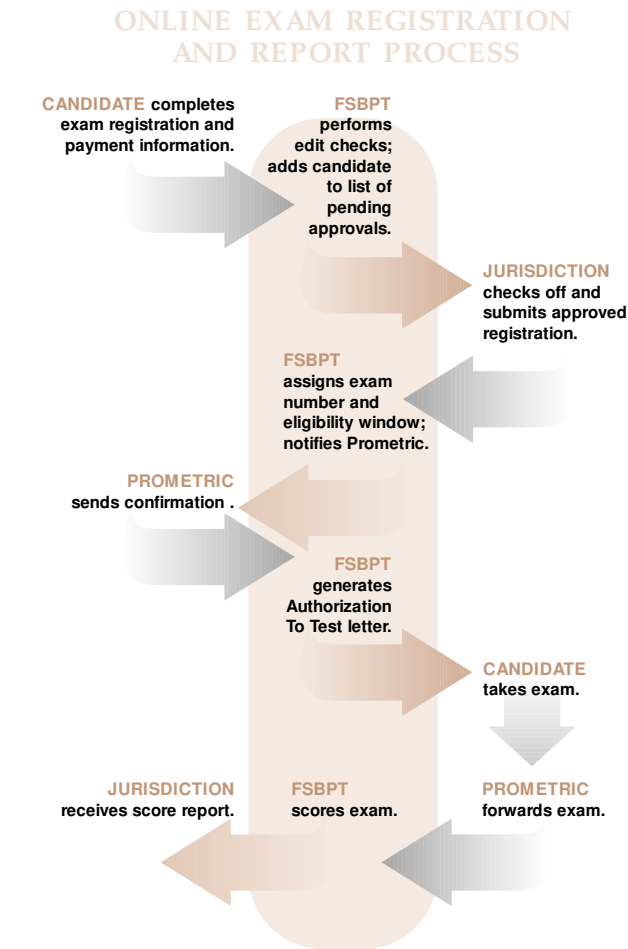 ONLINE EXAM REGISTRATION
AND REPORT PROCESS
CANDIDATE completes
exam registration and
payment information.
FSBPT
performs
edit checks;
adds candidate
to list of
pending
approvals.
JURISDICTION
checks off and
submits approved
registration.
FSBPT
assigns exam
number and
eligibility window;
notifies Prometric.
PROMETRIC
sends confirmation .
FSBPT
generates
Authorization
To Test letter.
CANDIDATE
takes exam.
PROMETRIC
forwards exam.
FSBPT
scores exam.
JURISDICTION
receives score report.